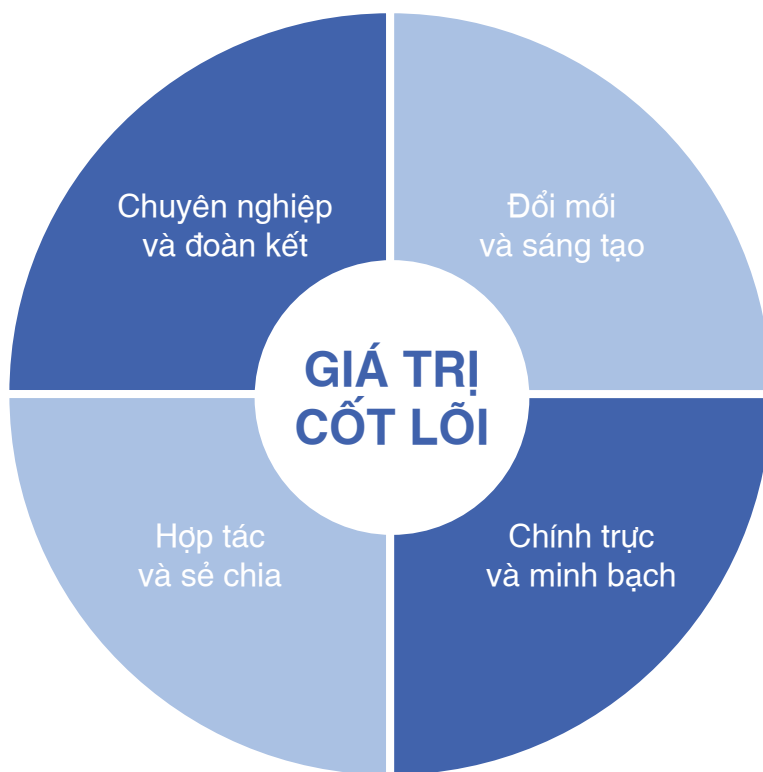 Chuyên nghiệp
và đoàn kết
Đổi mới
và sáng tạo
GIÁ TRỊ
CỐT LÕI
Hợp tác
và sẻ chia
Chính trực
và minh bạch